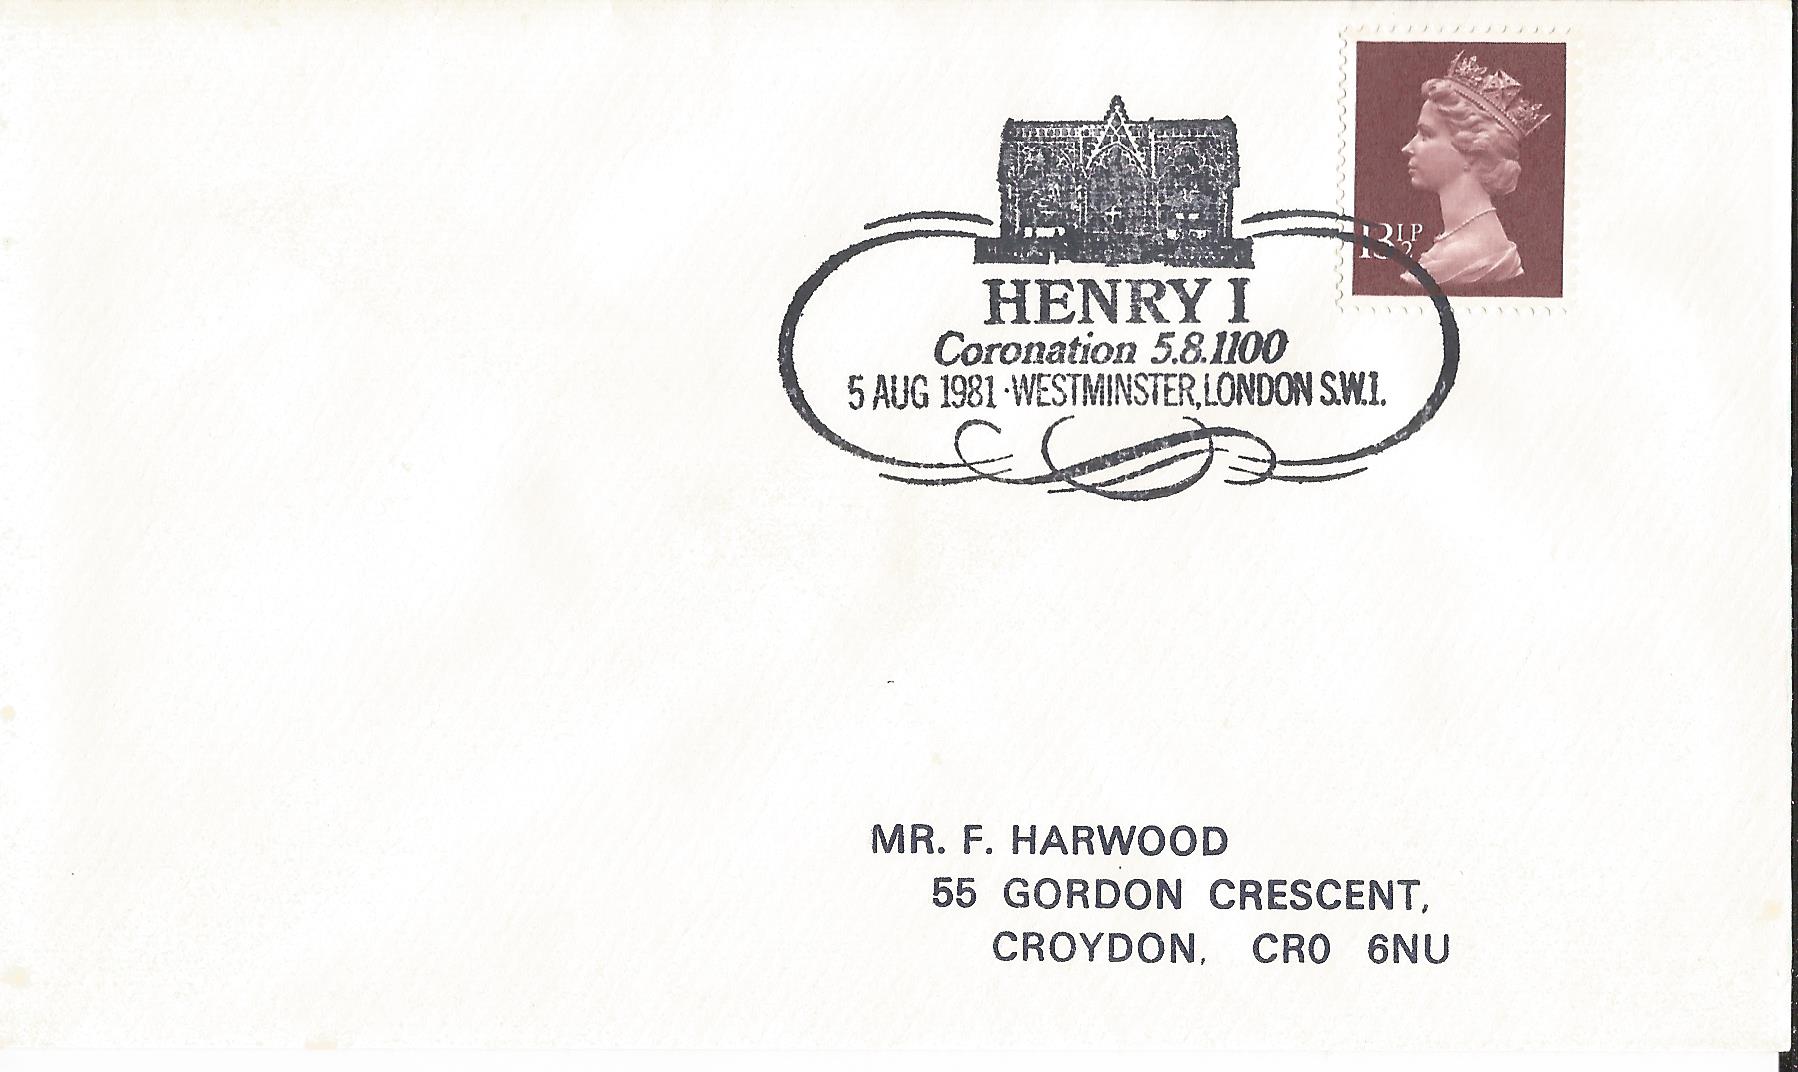 13½P
HENRY I
Coronation 5.8.1100
5 AUG 1981 · WESTMINSTER, LONDON S.W.1.
MR. F. HARWOOD
55 GORDON CRESCENT,
CROYDON, CR0 6NU